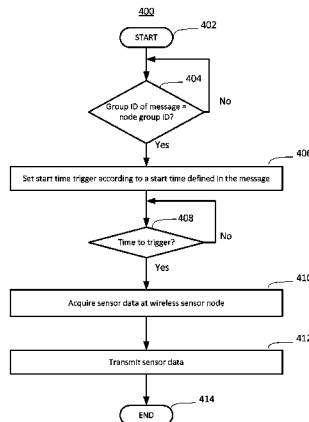 400
START
402
404
Group ID of message =
node group ID?
No
Yes
406
Set start time trigger according to a start time defined in the message
408
Time to trigger?
No
Yes
410
Acquire sensor data at wireless sensor node
412
Transmit sensor data
END
414